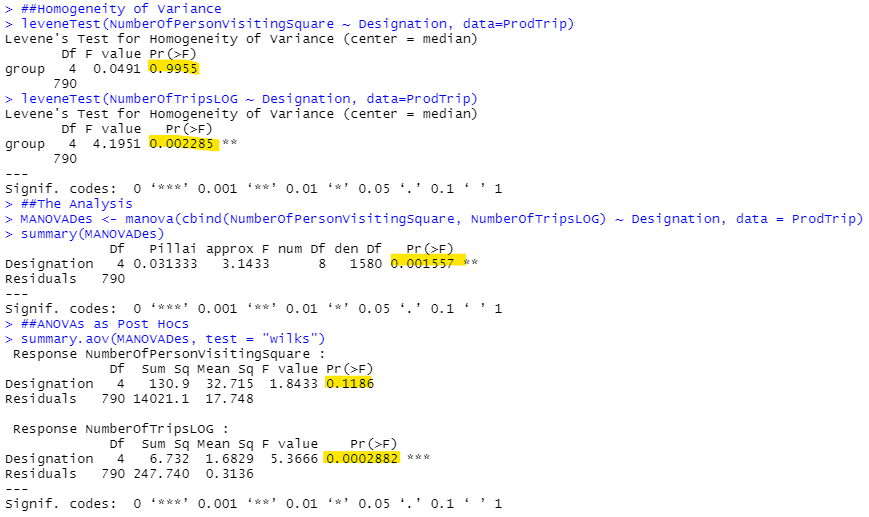 > ##Homogeneity of Variance
> leveneTest(NumberOfPersonVisitingSquare ~ Designation, data=ProdTrip)
Levene's Test for Homogeneity of Variance (center = median)
Df F value Pr(>F)
group 4 0.0491 0.9955
790
> leveneTest(NumberOfTripsLOG ~ Designation, data=ProdTrip)
Levene's Test for Homogeneity of Variance (center = median)
Df F value Pr(>F)
group 4 4.1951 0.002285 **
790
---
Signif. codes: 0 ‘***’ 0.001 ‘**’ 0.01 ‘*’ 0.05 ‘.’ 0.1 ‘ ’ 1
> ##The Analysis
> MANOVADes <- manova(cbind(NumberOfPersonVisitingSquare, NumberOfTripsLOG) ~ Designation, data = ProdTrip)
> summary(MANOVADes)
Df Pillai approx F num Df den Df Pr(>F)
Designation 4 0.031333 3.1433 8 1580 0.001557 **
Residuals 790
---
Signif. codes: 0 ‘***’ 0.001 ‘**’ 0.01 ‘*’ 0.05 ‘.’ 0.1 ‘ ’ 1
> ##ANOVAs as Post Hocs
> summary.aov(MANOVADes, test = "wilks")
Response NumberOfPersonVisitingSquare :
Df Sum Sq Mean Sq F value Pr(>F)
Designation 4 130.9 32.715 1.8433 0.1186
Residuals 790 14021.1 17.748
Response NumberOfTripsLOG :
Df Sum Sq Mean Sq F value Pr(>F)
Designation 4 6.732 1.6829 5.3666 0.0002882 ***
Residuals 790 247.740 0.3136
---
Signif. codes: 0 ‘***’ 0.001 ‘**’ 0.01 ‘*’ 0.05 ‘.’ 0.1 ‘ ’ 1